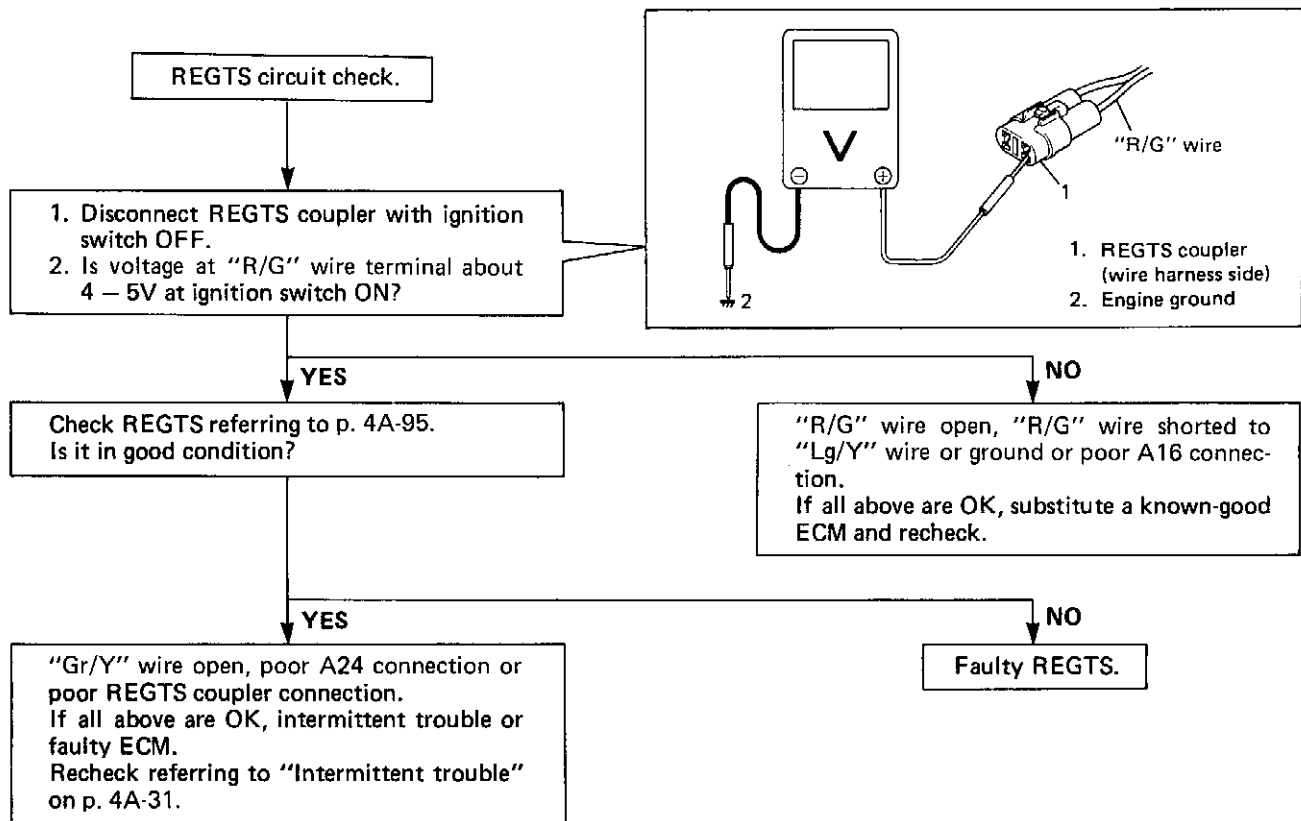 REGTS circuit check.
1. Disconnect REGTS coupler with ignition
switch OFF.
2. Is voltage at "R/G" wire terminal about
4 – 5V at ignition switch ON?
V
⊖
⊕
"R/G" wire
1
2
1. REGTS coupler
(wire harness side)
2. Engine ground
YES
NO
Check REGTS referring to p. 4A-95.
Is it in good condition?
"R/G" wire open, "R/G" wire shorted to
"Lg/Y" wire or ground or poor A16 connec-
tion.
If all above are OK, substitute a known-good
ECM and recheck.
YES
NO
"Gr/Y" wire open, poor A24 connection or
poor REGTS coupler connection.
If all above are OK, intermittent trouble or
faulty ECM.
Recheck referring to "Intermittent trouble"
on p. 4A-31.
Faulty REGTS.